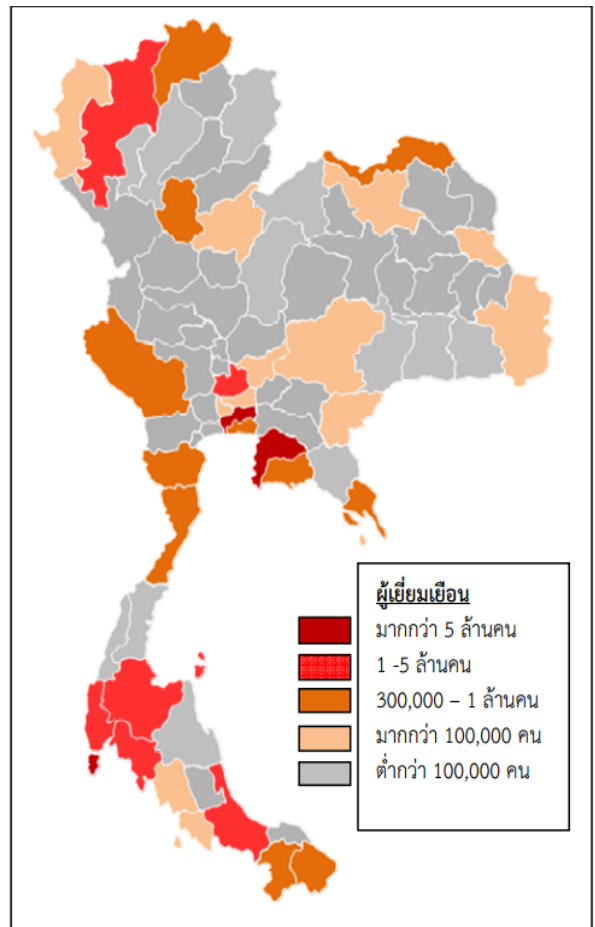 ผู้เยี่ยมเยือน
มากกว่า 5 ล้านคน
1 -5 ล้านคน
300,000 – 1 ล้านคน
มากกว่า 100,000 คน
ต่ำกว่า 100,000 คน